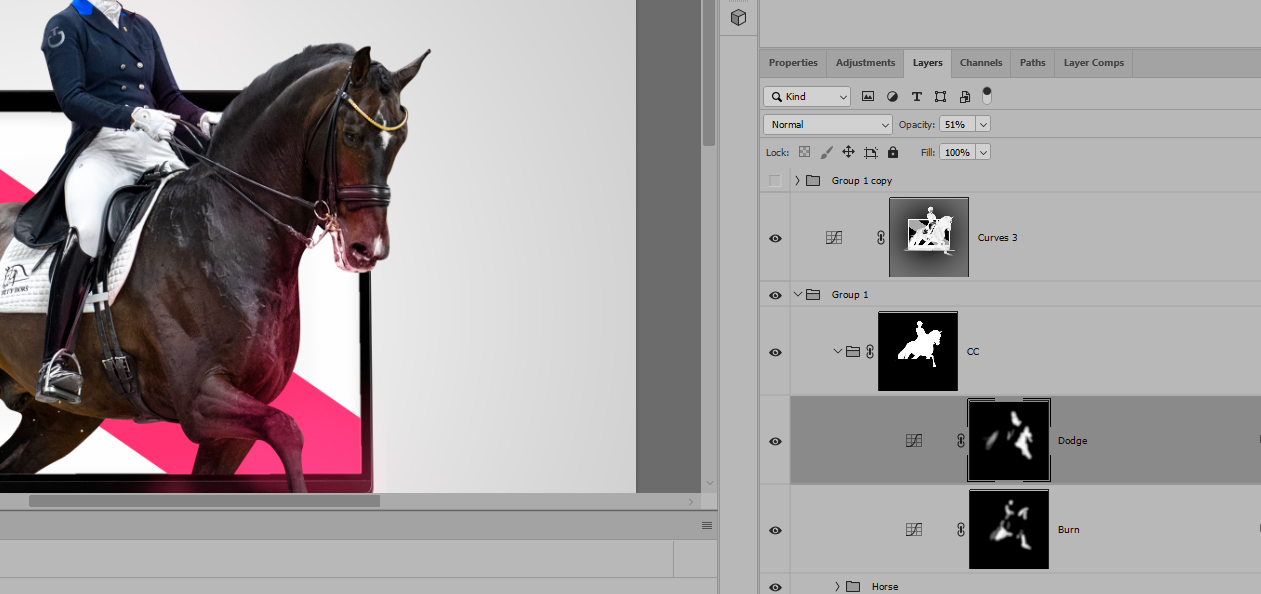 Properties
Adjustments
Layers
Channels
Paths
Layer Comps
Kind
Normal
Opacity: 51%
Lock:
Fill: 100%
Group 1 copy
Curves 3
Group 1
CC
Dodge
Burn
Horse